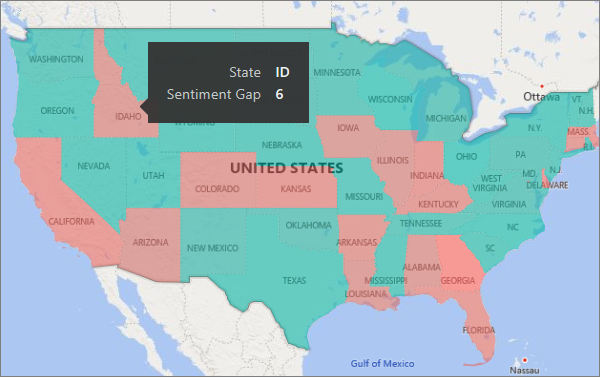 State ID
Sentiment Gap 6
WASHINGTON
MINNESOTA
Ottawa
WISCONSIN
VT.
N.H.
OREGON
IDAHO
WYOMING
MICHIGAN
N.Y.
MASS.
R.I.
IOWA
NEBRASKA
ILLINOIS
INDIANA
OHIO
PA
N.J.
NEVADA
UTAH
UNITED STATES
MD.
DELAWARE
COLORADO
KANSAS
MISSOURI
WEST
VIRGINIA
VIRGINIA
KENTUCKY
CALIFORNIA
TENNESSEE
NC
OKLAHOMA
ARIZONA
NEW MEXICO
ARKANSAS
SC
ALABAMA
TEXAS
MISSISSIPPI
GEORGIA
LOUISIANA
FLORIDA
Gulf of Mexico
Nassau